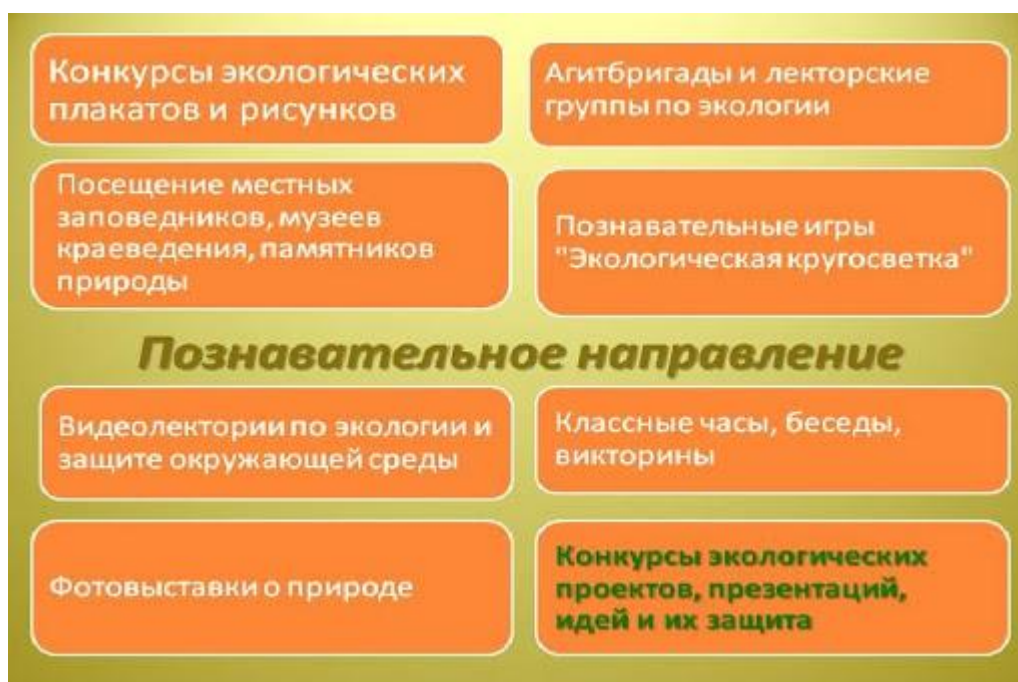 Конкурсы экологических
плакатов и рисунков
Агитбригады и лекторские
группы по экологии
Посещение местных
заповедников, музеев
краеведения, памятников
природы
Познавательные игры
"Экологическая кругосветка"
Познавательное направление
Видеолектории по экологии и
защите окружающей среды
Классные часы, беседы,
викторины
Фотовыставки о природе
Конкурсы экологических
проектов, презентаций,
идей и их защита